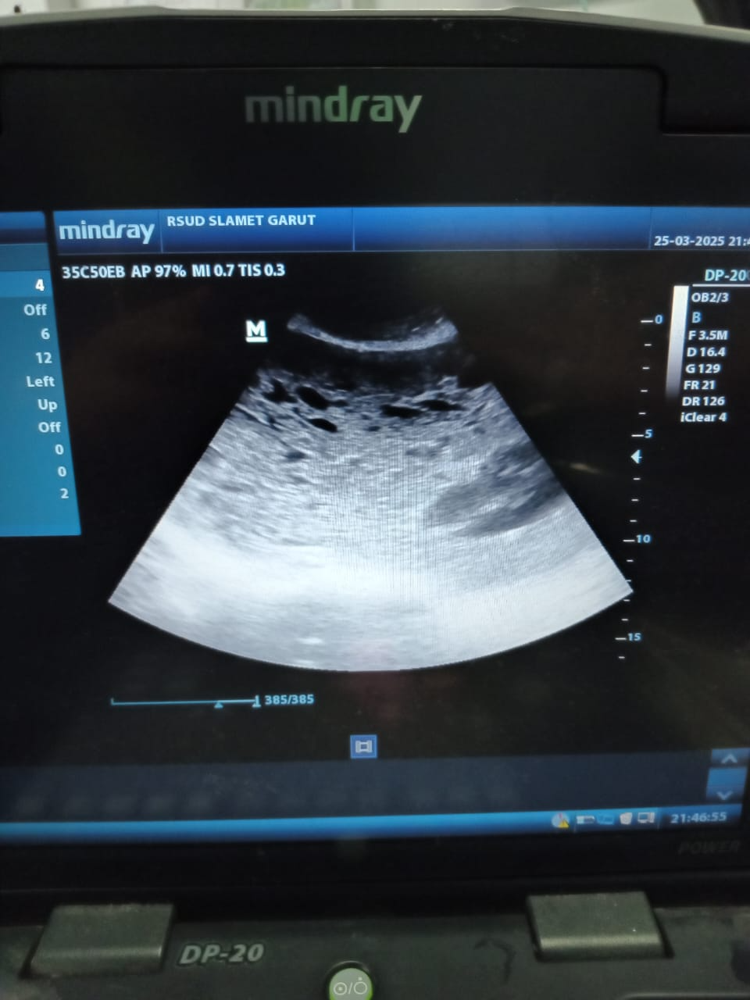 mindray
mindray
RSUD SLAMET GARUT
25-03-2025 21:4
35C50EB AP 97% MI 0.7 TIS 0.3
M
DP-20
OB2/3
B
F 3.5M
D 16.4
G 129
FR 21
DR 126
iClear 4
4
Off
6
12
Left
Up
Off
0
0
2
0
5
10
15
385/385
21:46:55
POWER
DP-20